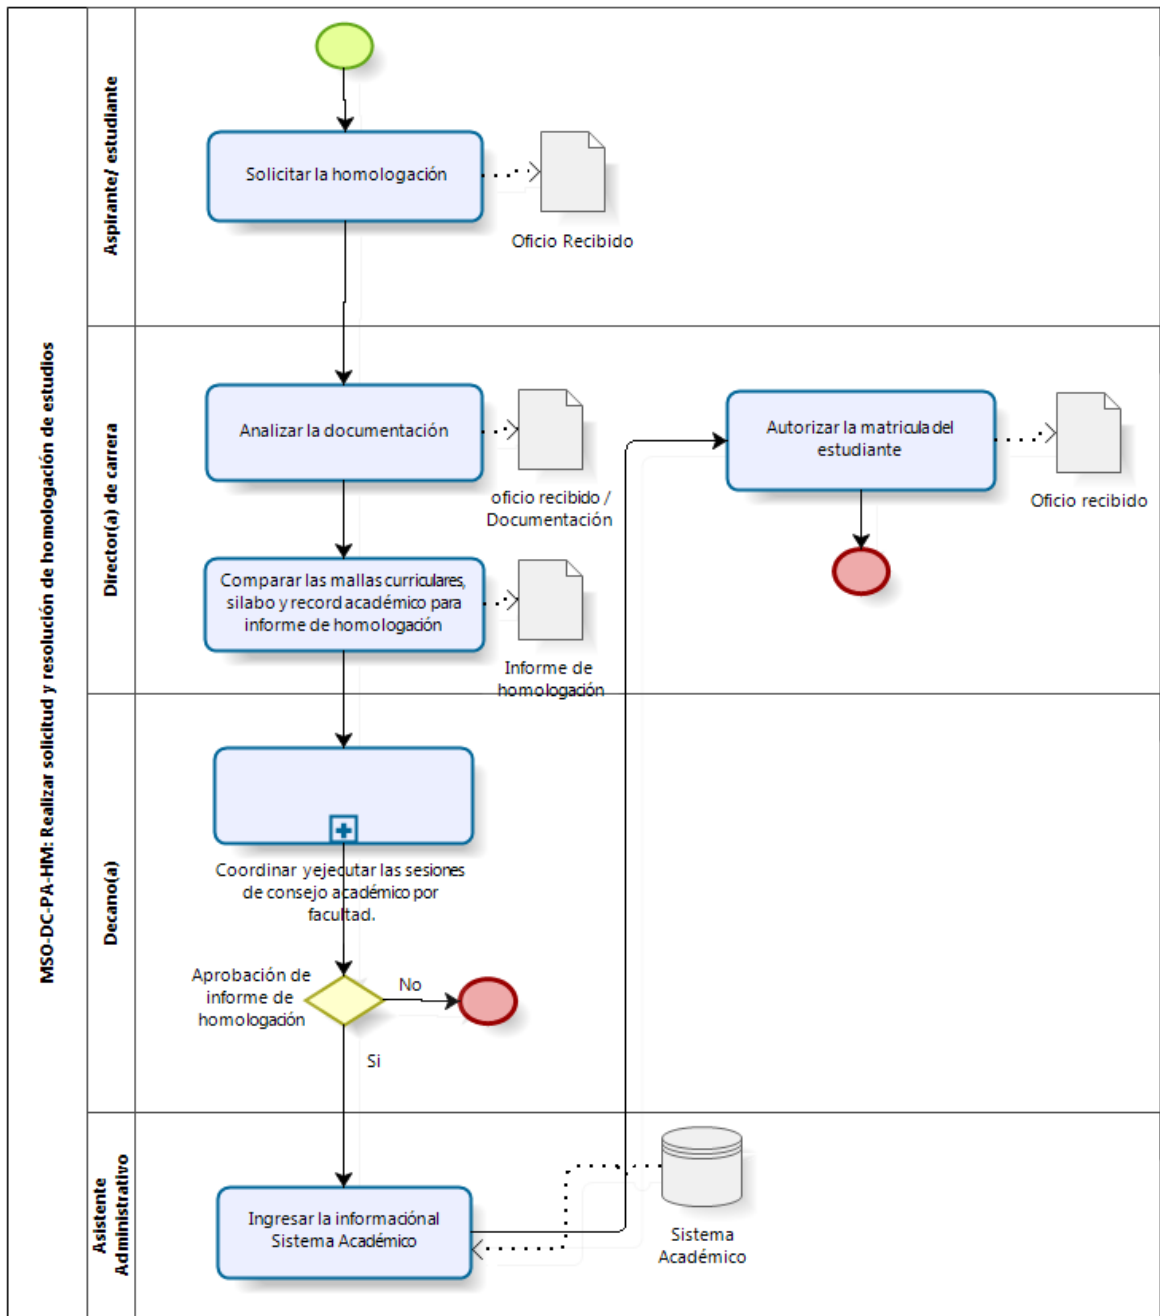 MSO-DC-PA-HM: Realizar solicitud y resolución de homologación de estudios
Aspirante/ estudiante
Solicitar la homologación
Oficio Recibido
Director(a) de carrera
Analizar la documentación
oficio recibido /
Documentación
Autorizar la matricula del
estudiante
Oficio recibido
Comparar las mallas curriculares,
silabo y record académico para
informe de homologación
Informe de
homologación
Decano(a)
Coordinar y ejecutar las sesiones
de consejo académico por
facultad.
Aprobación de
informe de
homologación
No
Si
Asistente
Administrativo
Ingresar la información al
Sistema Académico
Sistema
Académico